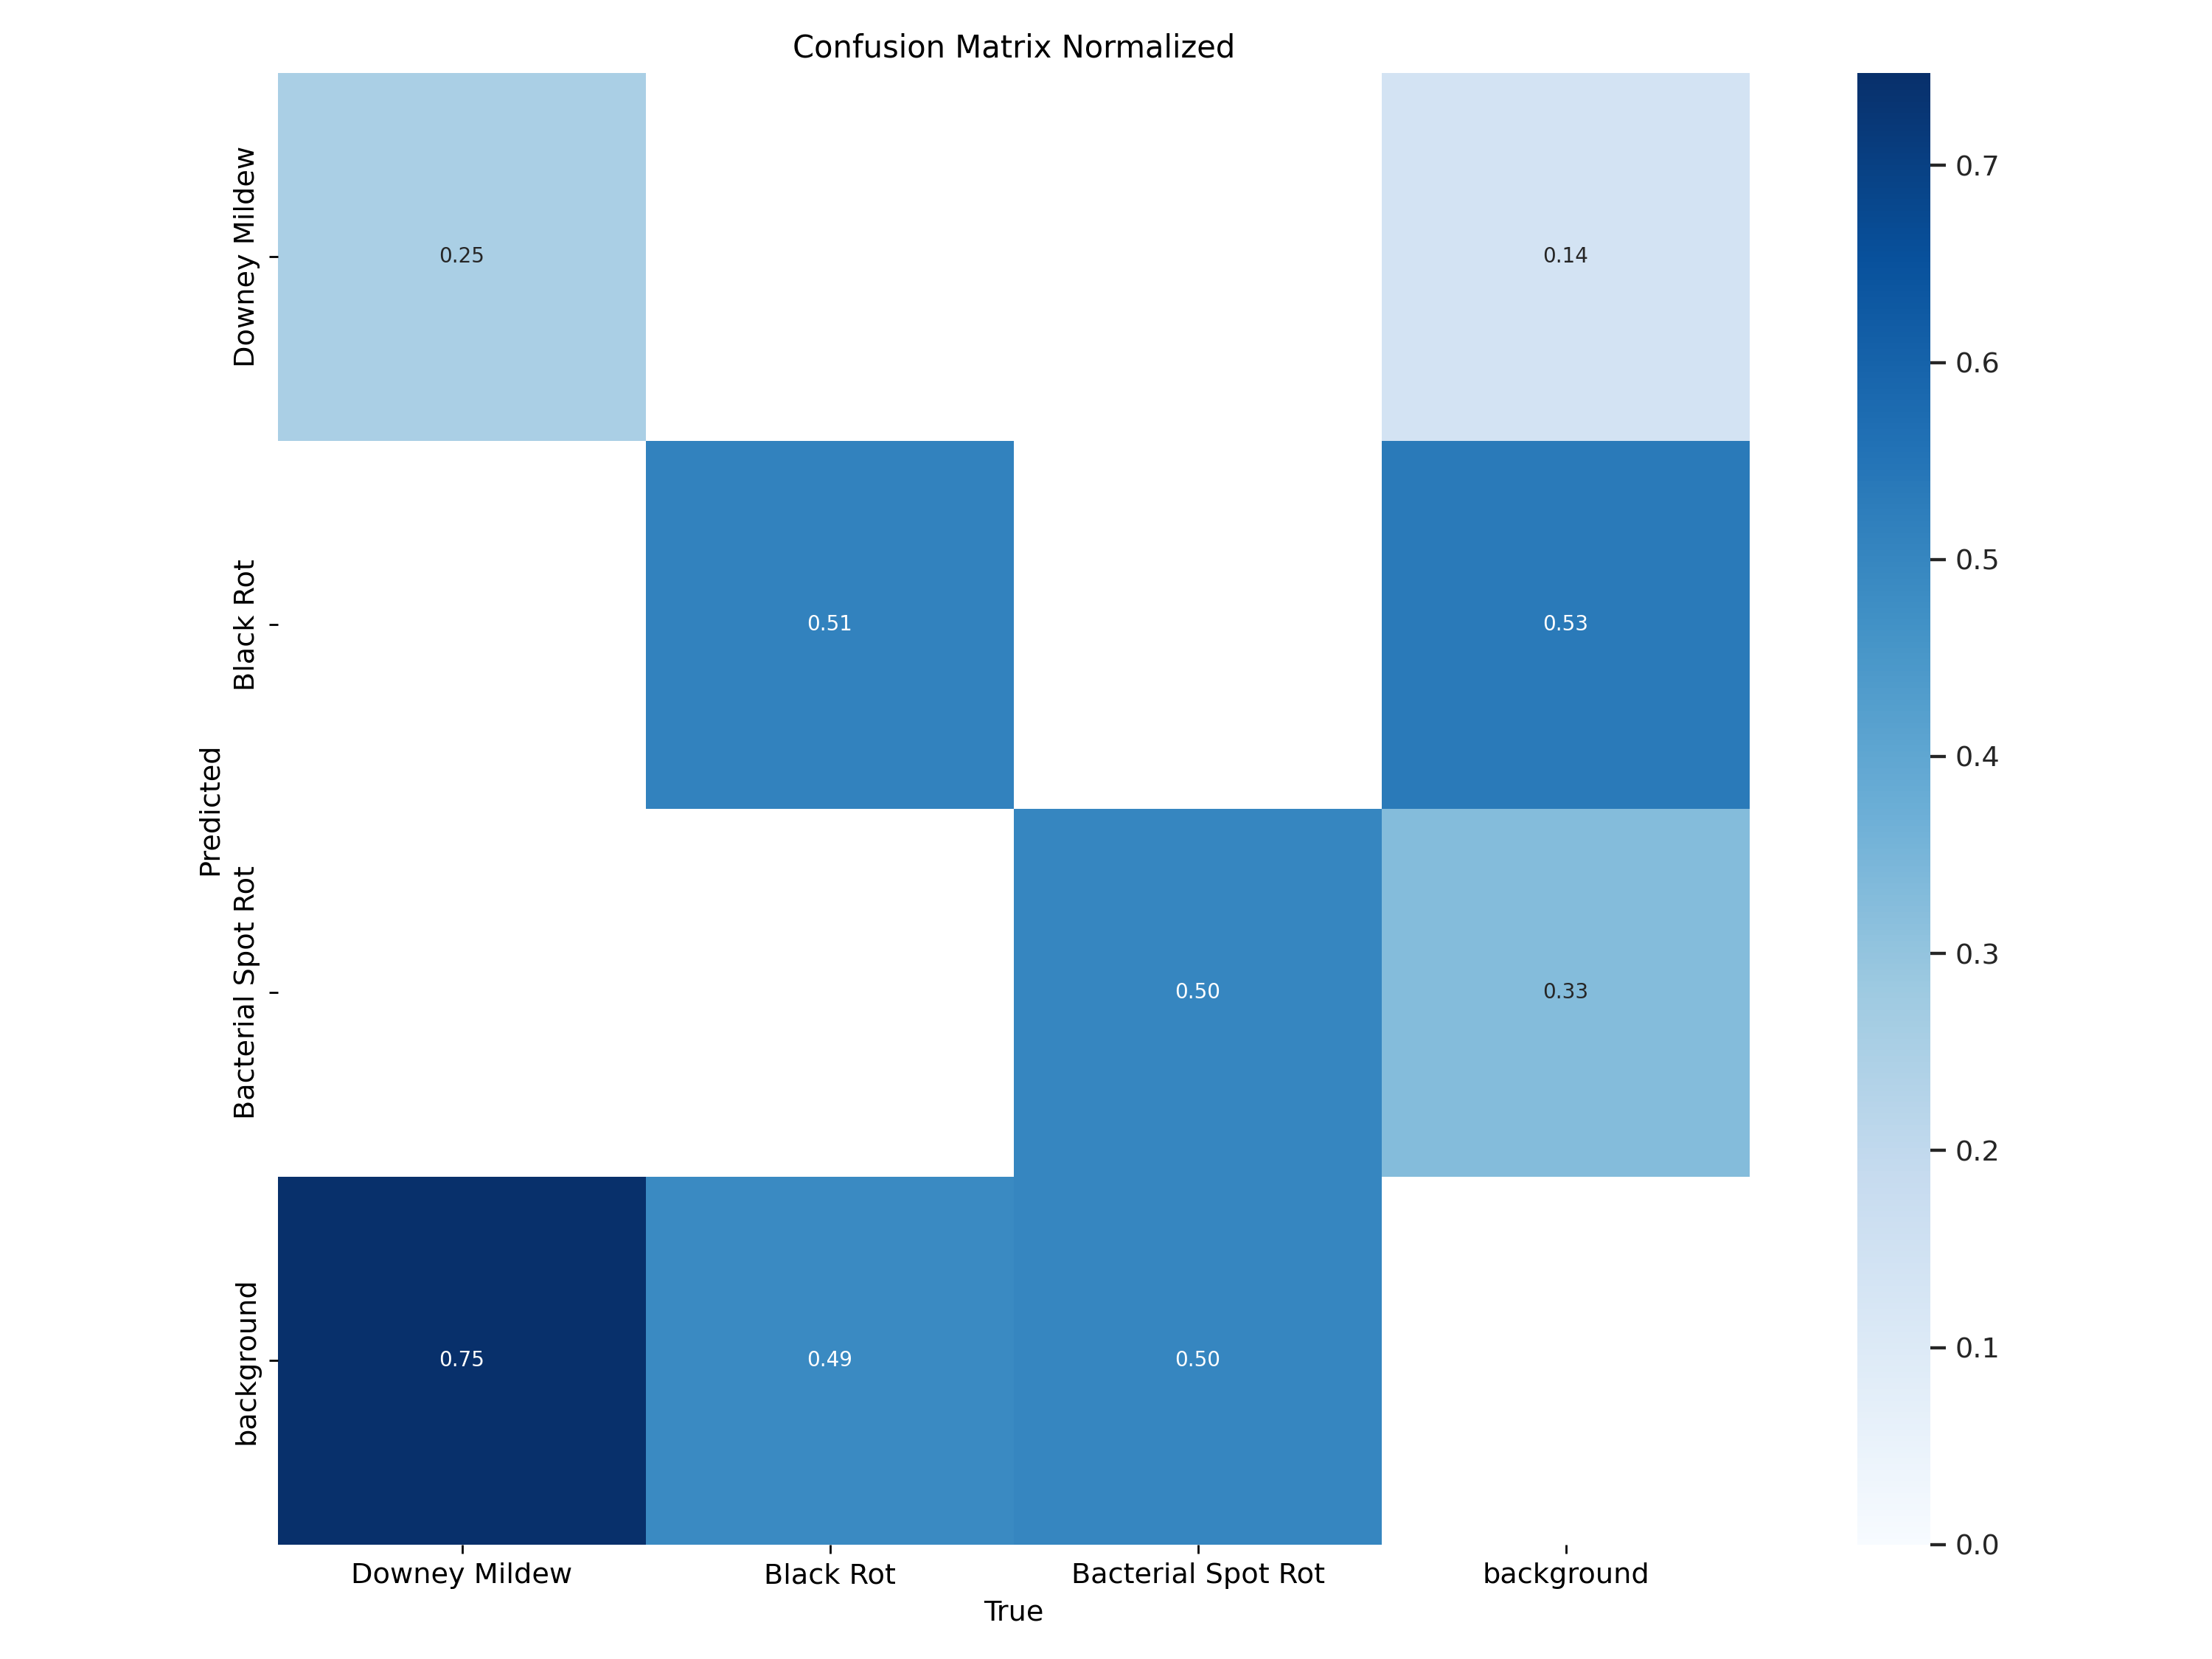 Confusion Matrix Normalized
Downey Mildew
Black Rot
Bacterial Spot Rot
background
Predicted
0.25
0.14
0.51
0.53
0.50
0.33
0.75
0.49
0.50
Downey Mildew
Black Rot
Bacterial Spot Rot
background
True
0.7
0.6
0.5
0.4
0.3
0.2
0.1
0.0